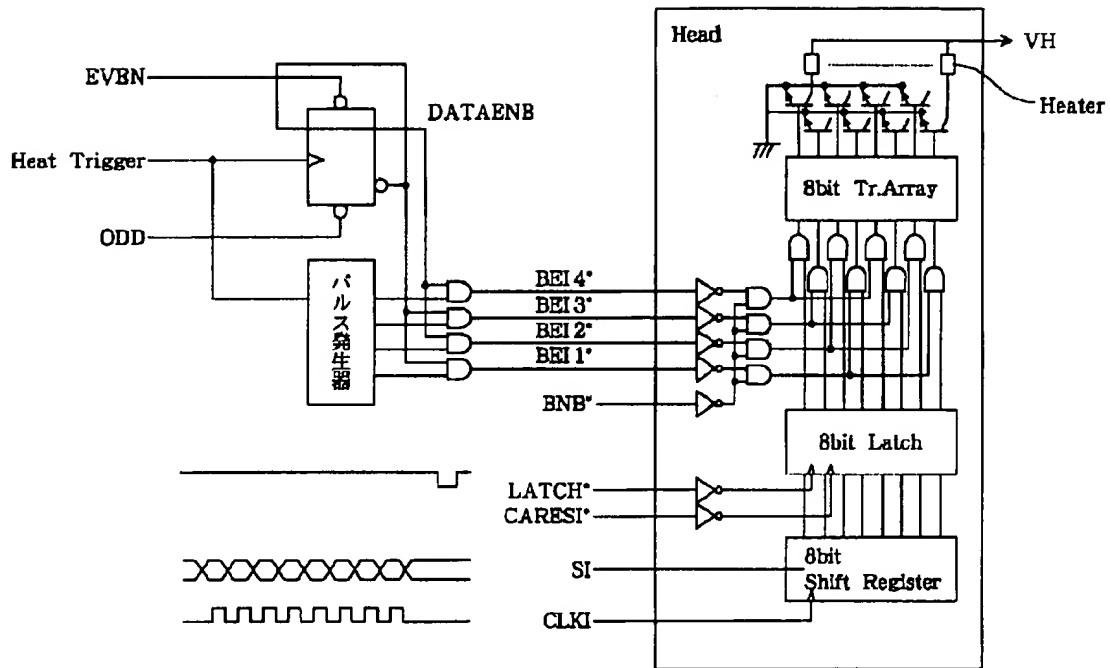 Head
VH
Heater
EVEN
DATAENB
Heat Trigger
ODD
8bit Tr.Array
パルス発生器
BEI 4*
BEI 3*
BEI 2*
BEI 1*
BNB*
8bit Latch
LATCH*
CARESI*
SI
8bit
Shift Register
CLKI